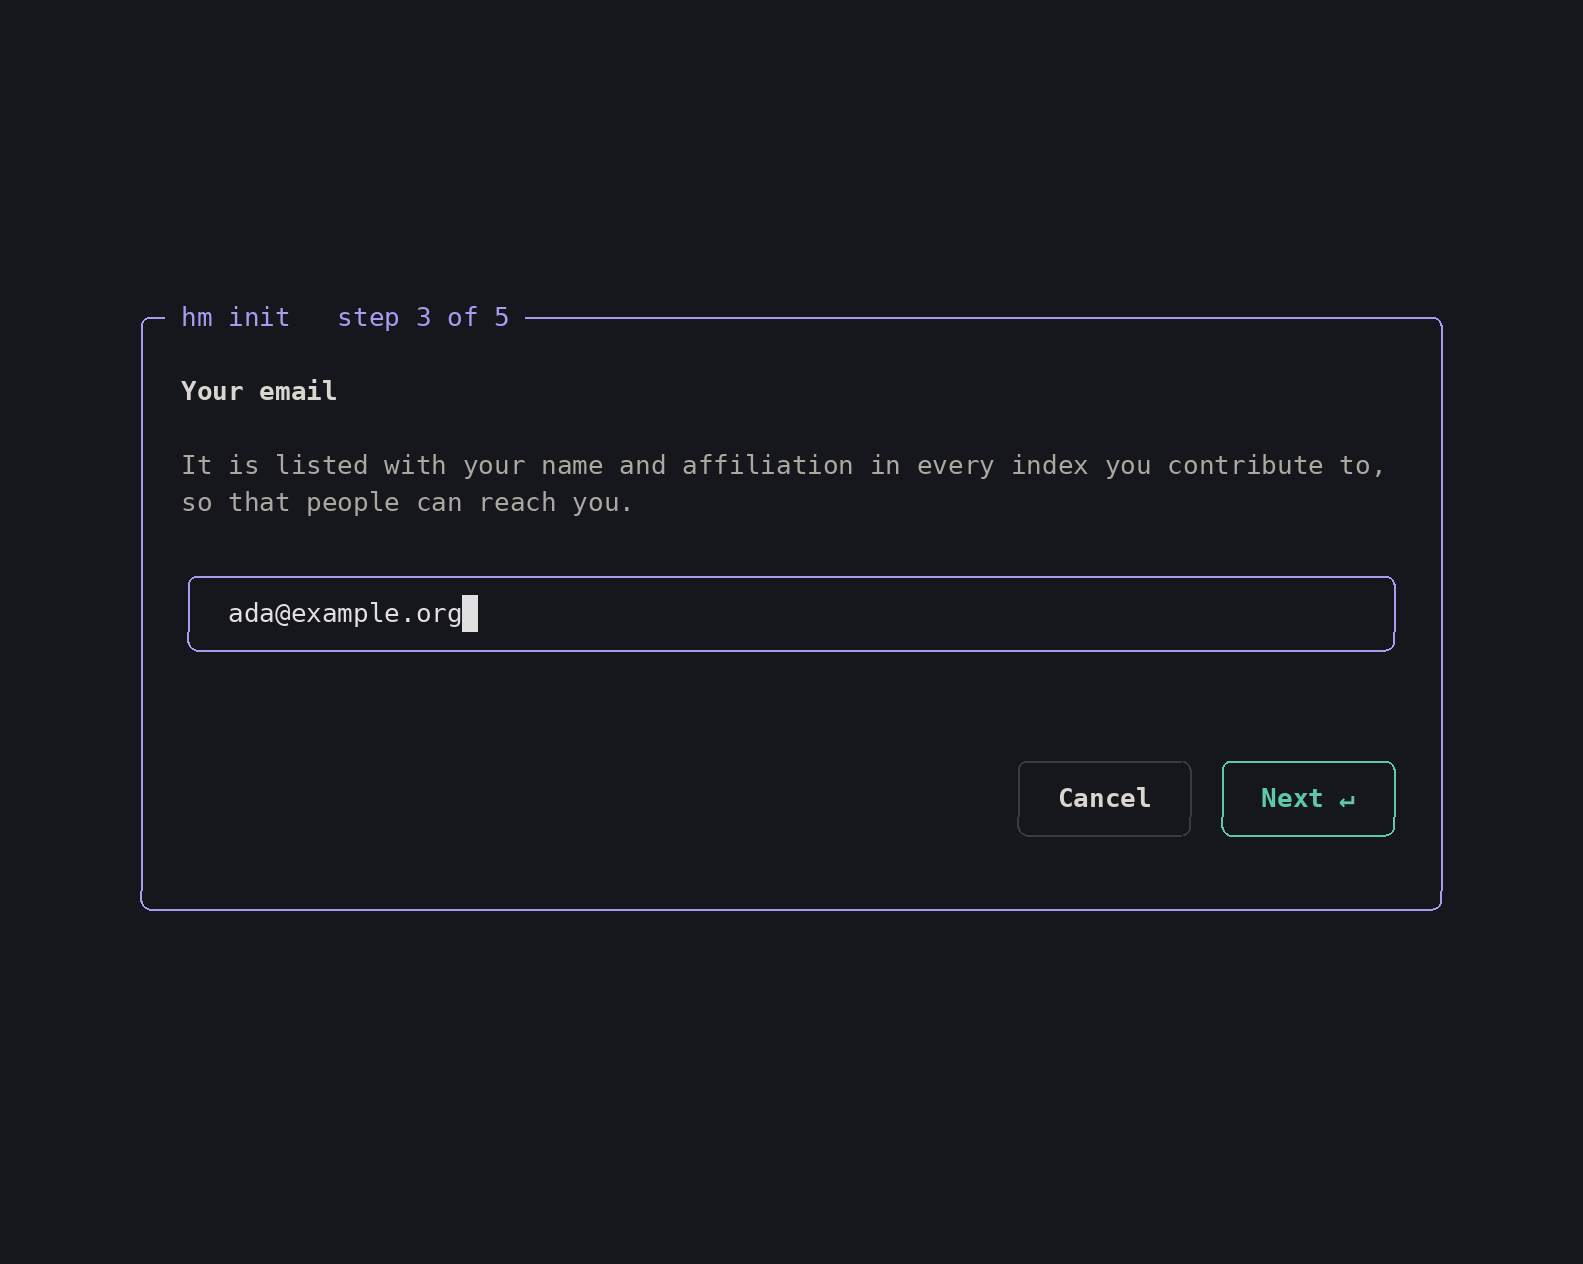 hm init   step 3 of 5
Your email
It is listed with your name and affiliation in every index you contribute to,
so that people can reach you.
ada@example.org
Cancel
Next ↵